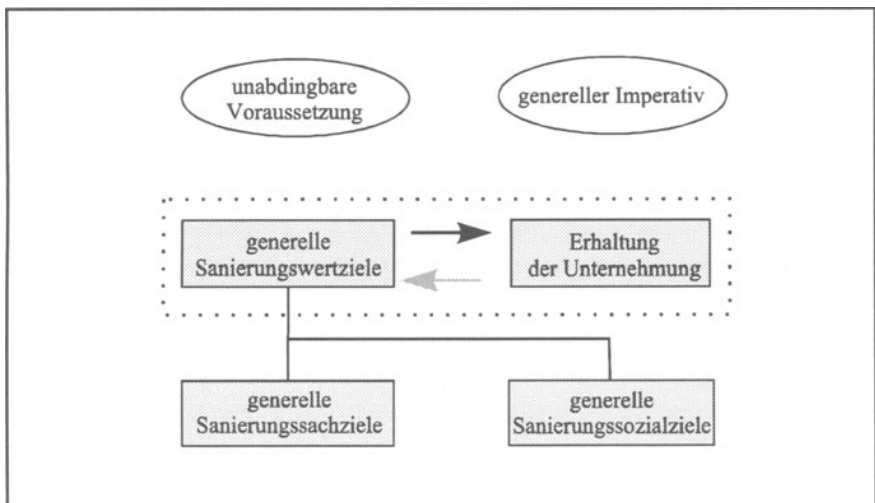 unabdingbare
Voraussetzung
genereller Imperativ
generelle
Sanierungswertziele
Erhaltung
der Unternehmung
generelle
Sanierungssachziele
generelle
Sanierungssozialziele